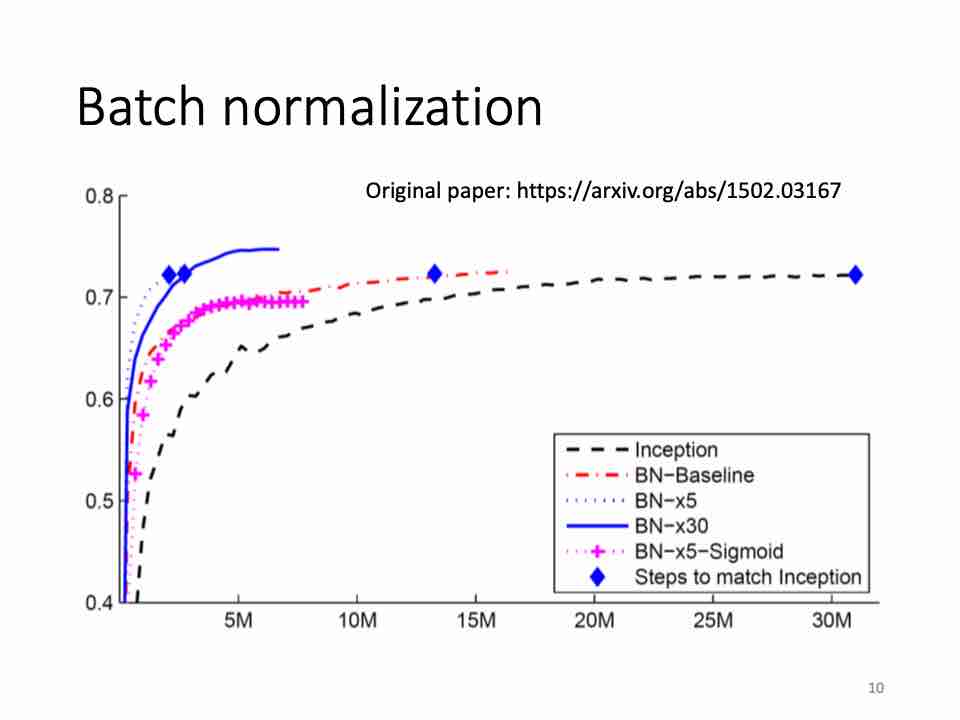 Batch normalization
Original paper: https://arxiv.org/abs/1502.03167
0.8
0.7
0.6
0.5
0.4
5M
10M
15M
20M
25M
30M
Inception
BN−Baseline
BN−x5
BN−x30
BN−x5−Sigmoid
Steps to match Inception
10